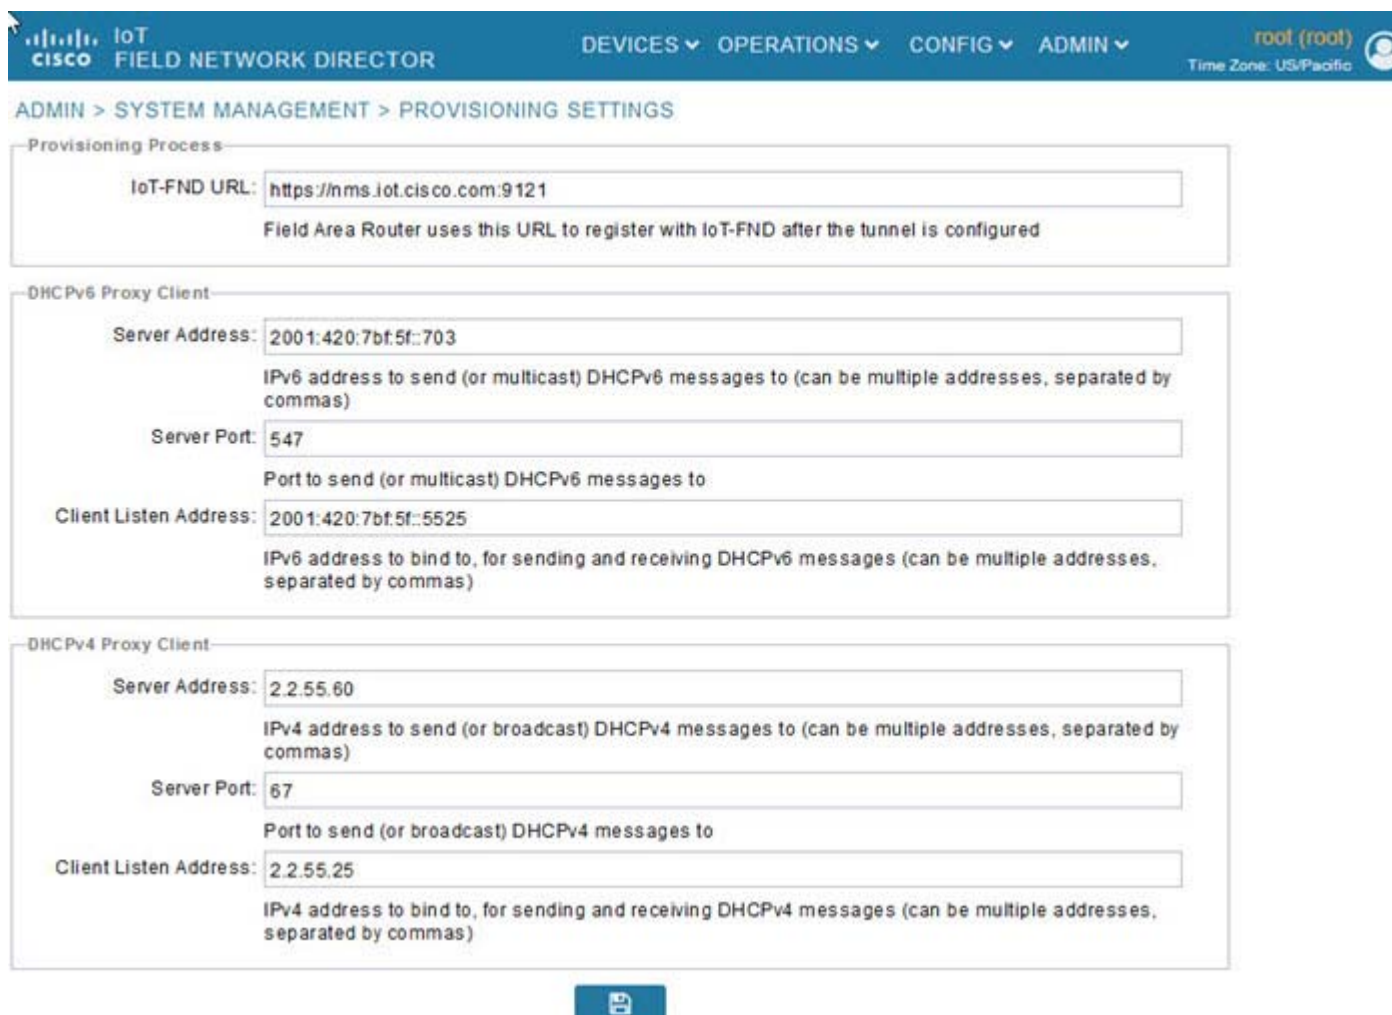 IoT
CISCO FIELD NETWORK DIRECTOR
DEVICES OPERATIONS CONFIG ADMIN
root (root)
Time Zone: US/Pacific
ADMIN > SYSTEM MANAGEMENT > PROVISIONING SETTINGS
Provisioning Process
IoT-FND URL: https://nms.iot.cisco.com:9121
Field Area Router uses this URL to register with IoT-FND after the tunnel is configured
DHCPv6 Proxy Client
Server Address: 2001:420:7bf:5f::703
IPv6 address to send (or multicast) DHCPv6 messages to (can be multiple addresses, separated by
commas)
Server Port: 547
Port to send (or multicast) DHCPv6 messages to
Client Listen Address: 2001:420:7bf:5f::5525
IPv6 address to bind to, for sending and receiving DHCPv6 messages (can be multiple addresses,
separated by commas)
DHCPv4 Proxy Client
Server Address: 2.2.55.60
IPv4 address to send (or broadcast) DHCPv4 messages to (can be multiple addresses, separated by
commas)
Server Port: 67
Port to send (or broadcast) DHCPv4 messages to
Client Listen Address: 2.2.55.25
IPv4 address to bind to, for sending and receiving DHCPv4 messages (can be multiple addresses,
separated by commas)